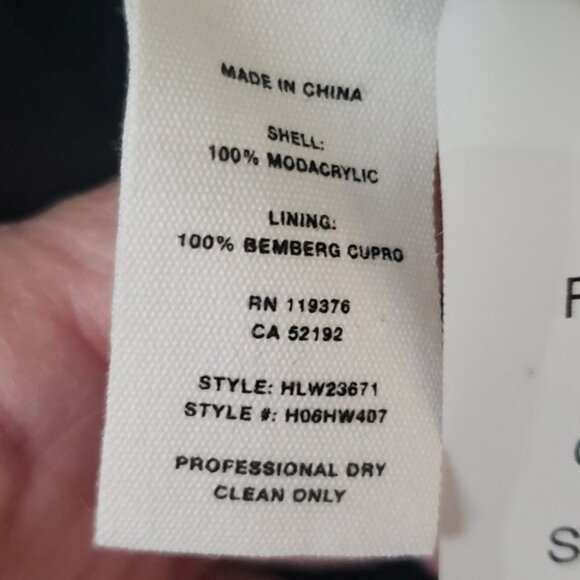 MADE IN CHINA
SHELL:
100% MODACRYLIC
LINING:
100% BEMBERG CUPRO
RN 119376
CA 52192
STYLE: HLW23671
STYLE #: H06HW407
PROFESSIONAL DRY
CLEAN ONLY